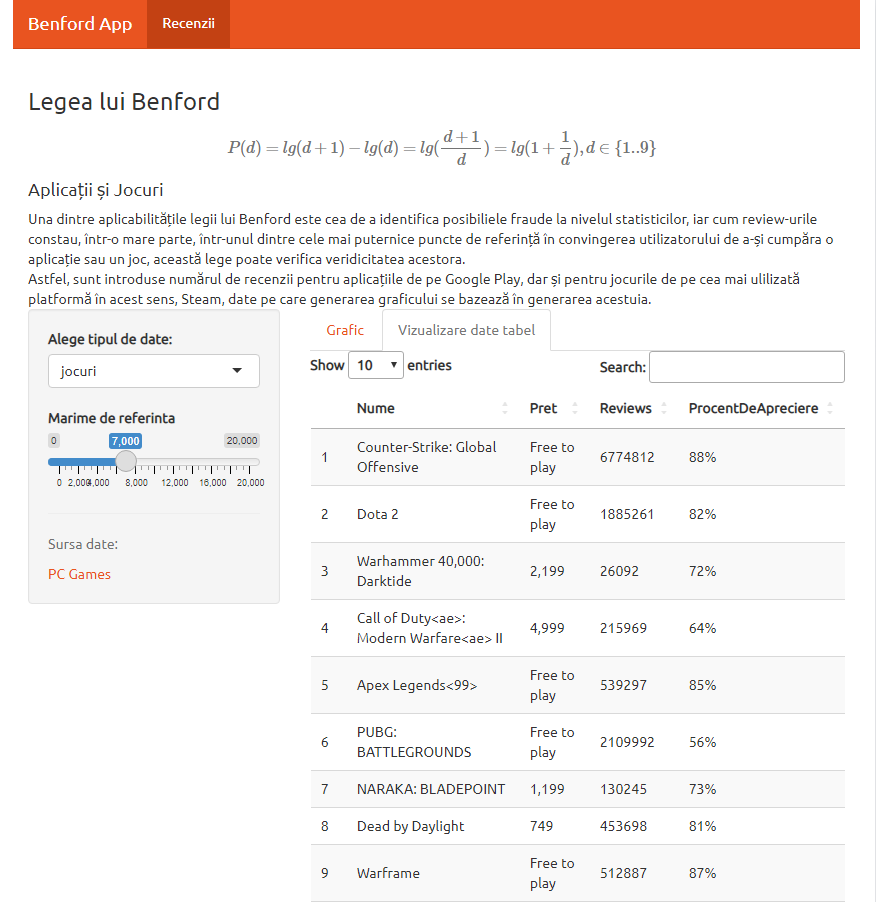 Benford App Recenzii
Legea lui Benford
P(d) = lg(d + 1) − lg(d) = lg(\frac{d+1}{d}) = lg(1 + \frac{1}{d}), d ∈ {1..9}
Aplicații și Jocuri
Una dintre aplicabilitățile legii lui Benford este cea de a identifica posibiliele fraude la nivelul statisticilor, iar cum review-urile
constau, într-o mare parte, într-unul dintre cele mai puternice puncte de referință în convingerea utilizatorului de a-și cumpăra o
aplicație sau un joc, această lege poate verifica veridicitatea acestora.
Astfel, sunt introduse numărul de recenzii pentru aplicațiile de pe Google Play, dar și pentru jocurile de pe cea mai ulilizată
platformă în acest sens, Steam, date pe care generarea graficului se bazează în generarea acestuia.
Alege tipul de date:
jocuri
Marime de referinta
0 7,000 20,000
0 2,000 4,000 8,000 12,000 16,000 20,000
Sursa date:
PC Games
Grafic Vizualizare date tabel
Show 10 entries Search:
Nume Pret Reviews ProcentDeApreciere
1 Counter-Strike: Global Offensive Free to play 6774812 88%
2 Dota 2 Free to play 1885261 82%
3 Warhammer 40,000: Darktide 2,199 26092 72%
4 Call of Duty<ae>: Modern Warfare<ae> II 4,999 215969 64%
5 Apex Legends<99> Free to play 539297 85%
6 PUBG: BATTLEGROUNDS Free to play 2109992 56%
7 NARAKA: BLADEPOINT 1,199 130245 73%
8 Dead by Daylight 749 453698 81%
9 Warframe Free to play 512887 87%